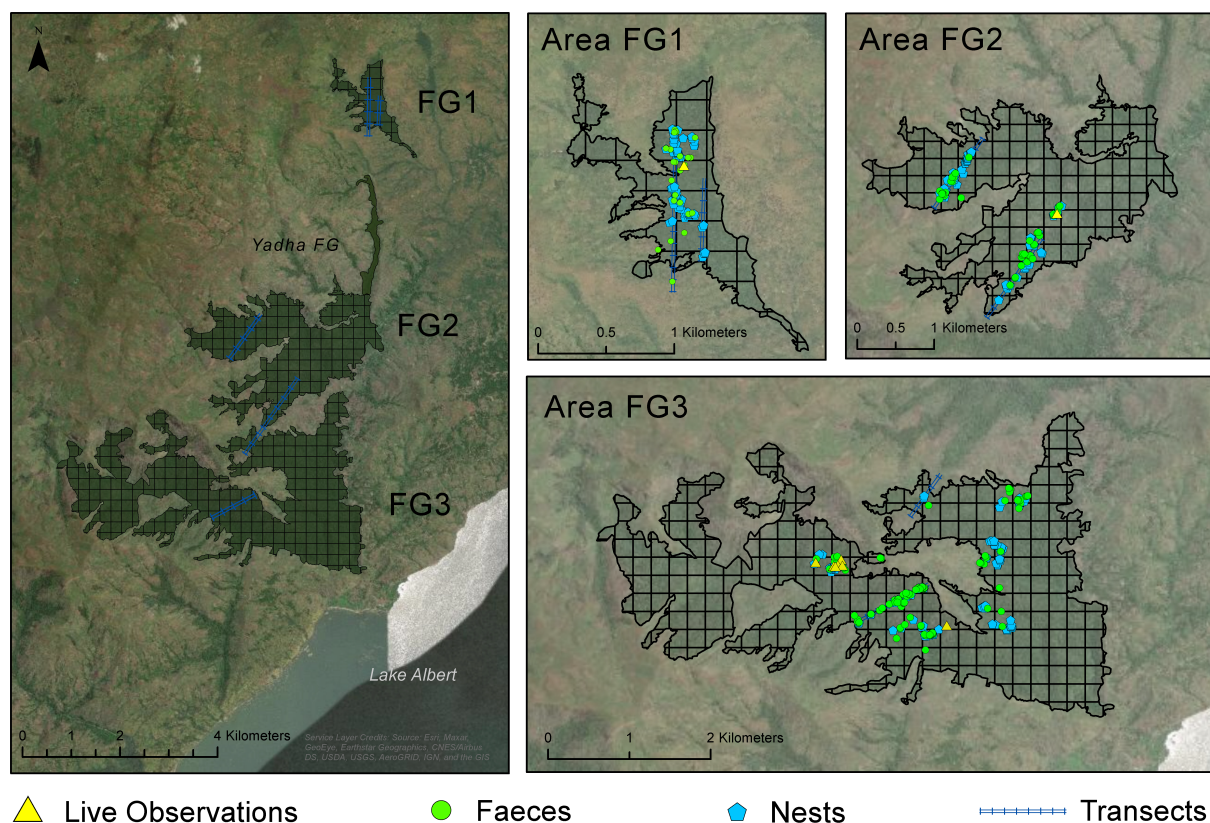 N
FG1
Yadha FG
FG2
FG3
Lake Albert
0 2 4 Kilometers
Service Layer Credits: Source: Esri, Maxar,
GeoEye, Earthstar Geographics, CNES/Airbus
DS, USDA, USGS, AeroGRID, IGN, and the GIS
Area FG1
0 0.5 1 Kilometers
Area FG2
0 0.5 1 Kilometers
Area FG3
0 1 2 Kilometers
Live Observations
Faeces
Nests
Transects